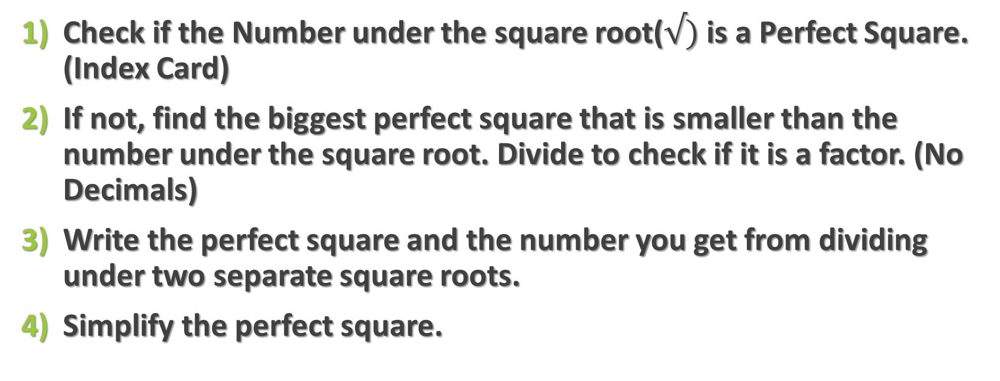 1) Check if the Number under the square root(√) is a Perfect Square.
(Index Card)
2) If not, find the biggest perfect square that is smaller than the
number under the square root. Divide to check if it is a factor. (No
Decimals)
3) Write the perfect square and the number you get from dividing
under two separate square roots.
4) Simplify the perfect square.